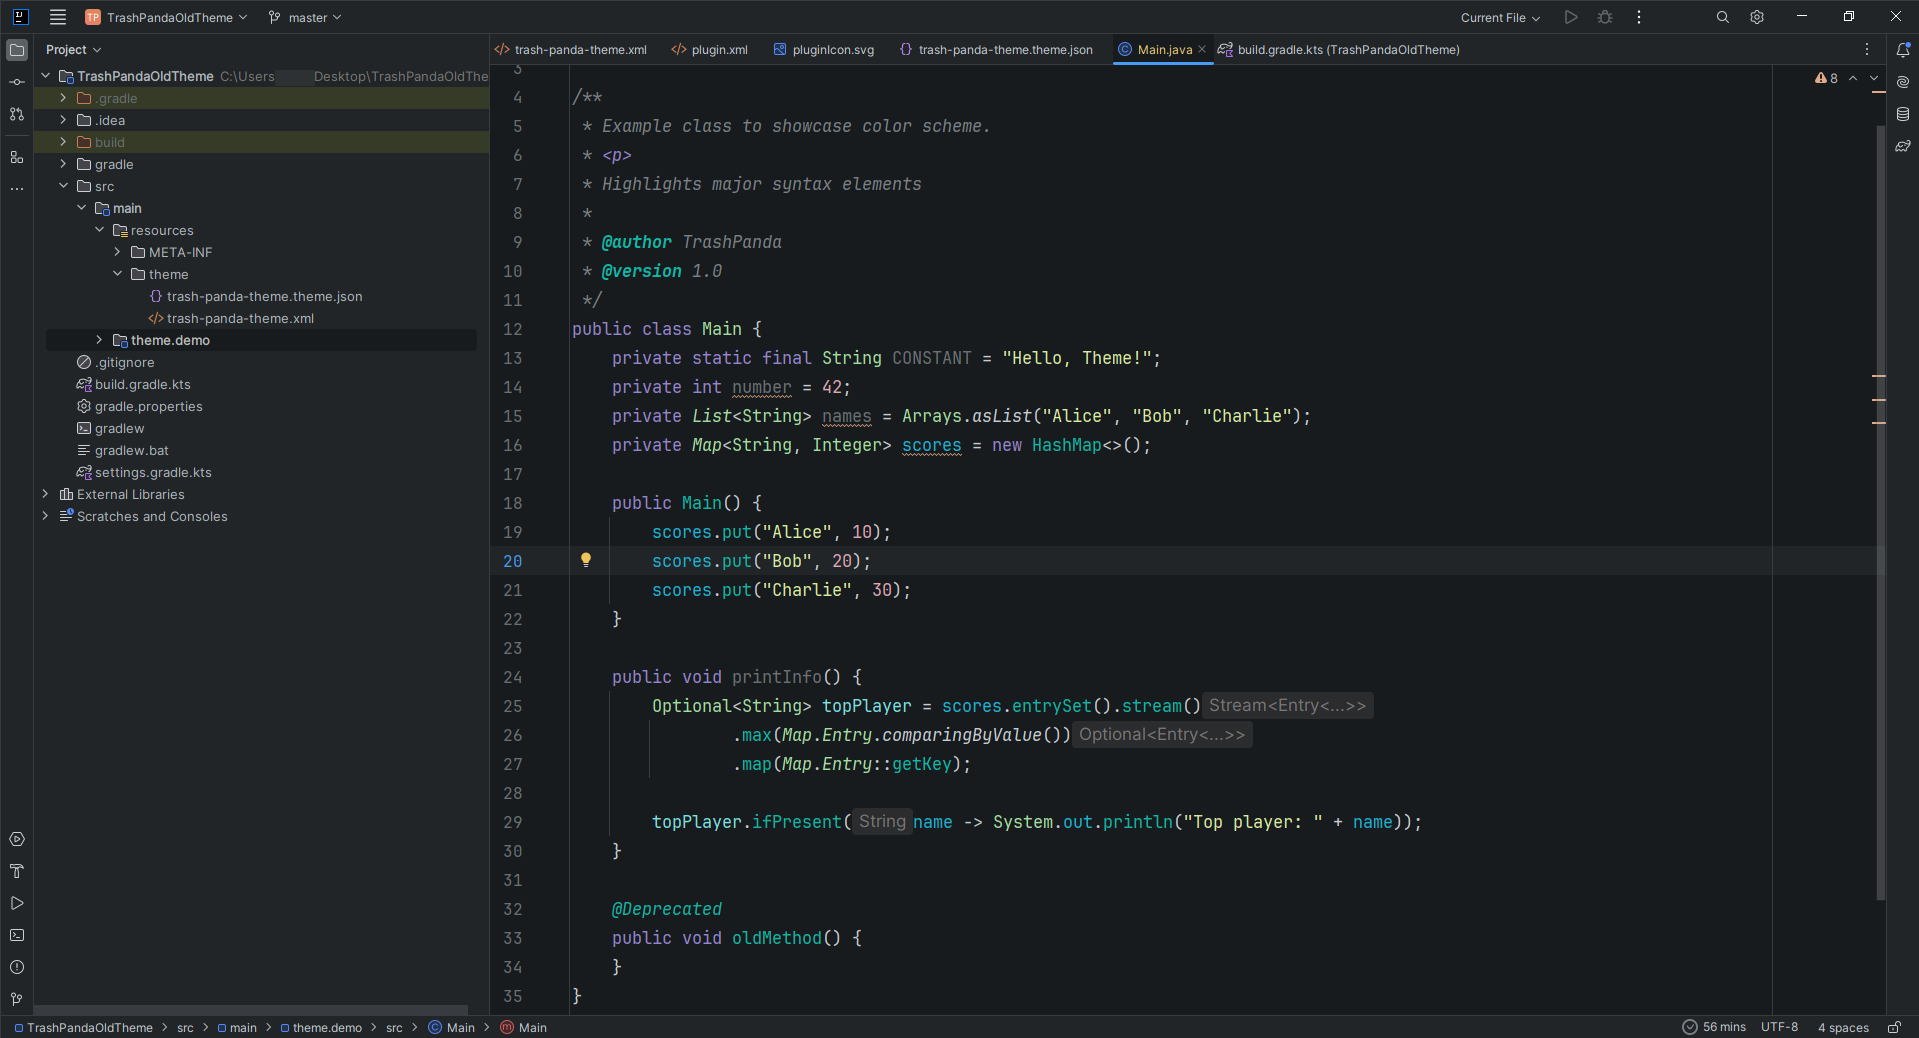 TP TrashPandaOldTheme master Current File
Project
trash-panda-theme.xml plugin.xml pluginIcon.svg trash-panda-theme.theme.json Main.java build.gradle.kts (TrashPandaOldTheme)
TrashPandaOldTheme C:\Users Desktop\TrashPandaOldThe
.gradle
.idea
build
gradle
src
main
resources
META-INF
theme
trash-panda-theme.theme.json
trash-panda-theme.xml
theme.demo
.gitignore
build.gradle.kts
gradle.properties
gradlew
gradlew.bat
settings.gradle.kts
External Libraries
Scratches and Consoles
8
3
4 /**
5  * Example class to showcase color scheme.
6  * <p>
7  * Highlights major syntax elements
8  *
9  * @author TrashPanda
10  * @version 1.0
11  */
12 public class Main {
13     private static final String CONSTANT = "Hello, Theme!";
14     private int number = 42;
15     private List<String> names = Arrays.asList("Alice", "Bob", "Charlie");
16     private Map<String, Integer> scores = new HashMap<>();
17
18     public Main() {
19         scores.put("Alice", 10);
20         scores.put("Bob", 20);
21         scores.put("Charlie", 30);
22     }
23
24     public void printInfo() {
25         Optional<String> topPlayer = scores.entrySet().stream() Stream<Entry<...>>
26                 .max(Map.Entry.comparingByValue()) Optional<Entry<...>>
27                 .map(Map.Entry::getKey);
28
29         topPlayer.ifPresent( String name -> System.out.println("Top player: " + name));
30     }
31
32     @Deprecated
33     public void oldMethod() {
34     }
35 }
TrashPandaOldTheme > src > main > theme.demo > src > Main > m Main
56 mins UTF-8 4 spaces